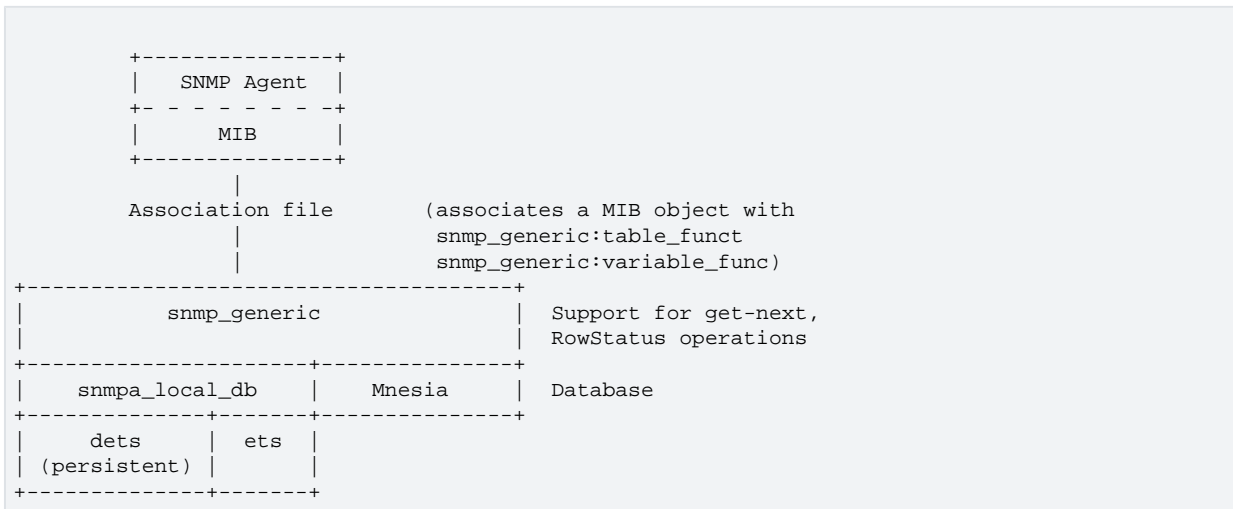 +---------------+
|   SNMP Agent  |
+- - - - - - - -+
|      MIB      |
+---------------+
        |
Association file      (associates a MIB object with
        |               snmp_generic:table_funct
        |               snmp_generic:variable_func)
+--------------------------------------+
|           snmp_generic               |  Support for get-next,
|                                      |  RowStatus operations
+----------------------+---------------+
|    snmpa_local_db    |    Mnesia     |  Database
+--------------+-------+---------------+
|     dets     |  ets  |
| (persistent) |       |
+--------------+-------+